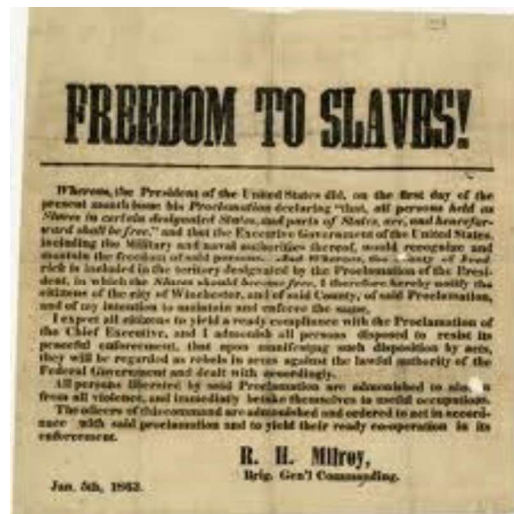 FREEDOM TO SLAVES!
Whereas, the President of the United States did, on the first day of the
present month issue his Proclamation declaring "that, all persons held as
Slaves in certain designated States, and parts of States, are, and hencefor-
ward shall be free," and that the Executive Government of the United States,
including the Military and naval authorities thereof, would recognize and
maintain the freedom of said persons. And Whereas, the County of Fred
rick is included in the teritory designated by the Proclamation of the Presi-
dent, in which the Slaves should become free, I therefore hereby notify the
citizens of the city of Winchester, and of said County, of said Proclamation,
and of my intention to maintain and enforce the same.
I expect all citizens to yield a ready compliance with the Proclamation of
the Chief Executive, and I admonish all persons disposed to resist its
peaceful enforcement, that upon manifesting such disposition by acts,
they will be regarded as rebels in arms against the lawful authority of the
Federal Government and dealt with accordingly.
All persons liberated by said Proclamation are admonished to
from all violence, and immediately betake themselves to useful occupations.
The officers of this command are admonished and ordered to act in accord-
ance with said proclamation and to yield their ready co-operation in its
enforcement.
R. H. Milroy,
Brig. Gen'l Commanding.
Jan. 5th, 1863.